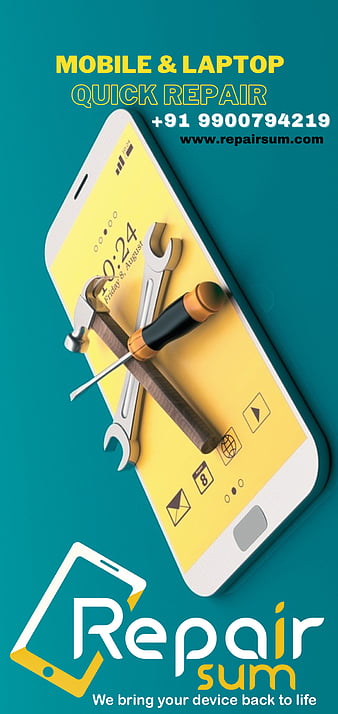 MOBILE & LAPTOP
QUICK REPAIR
+91 9900794219
www.repairsum.com
10:24
Friday 8, August
8
Repair
sum
We bring your device back to life